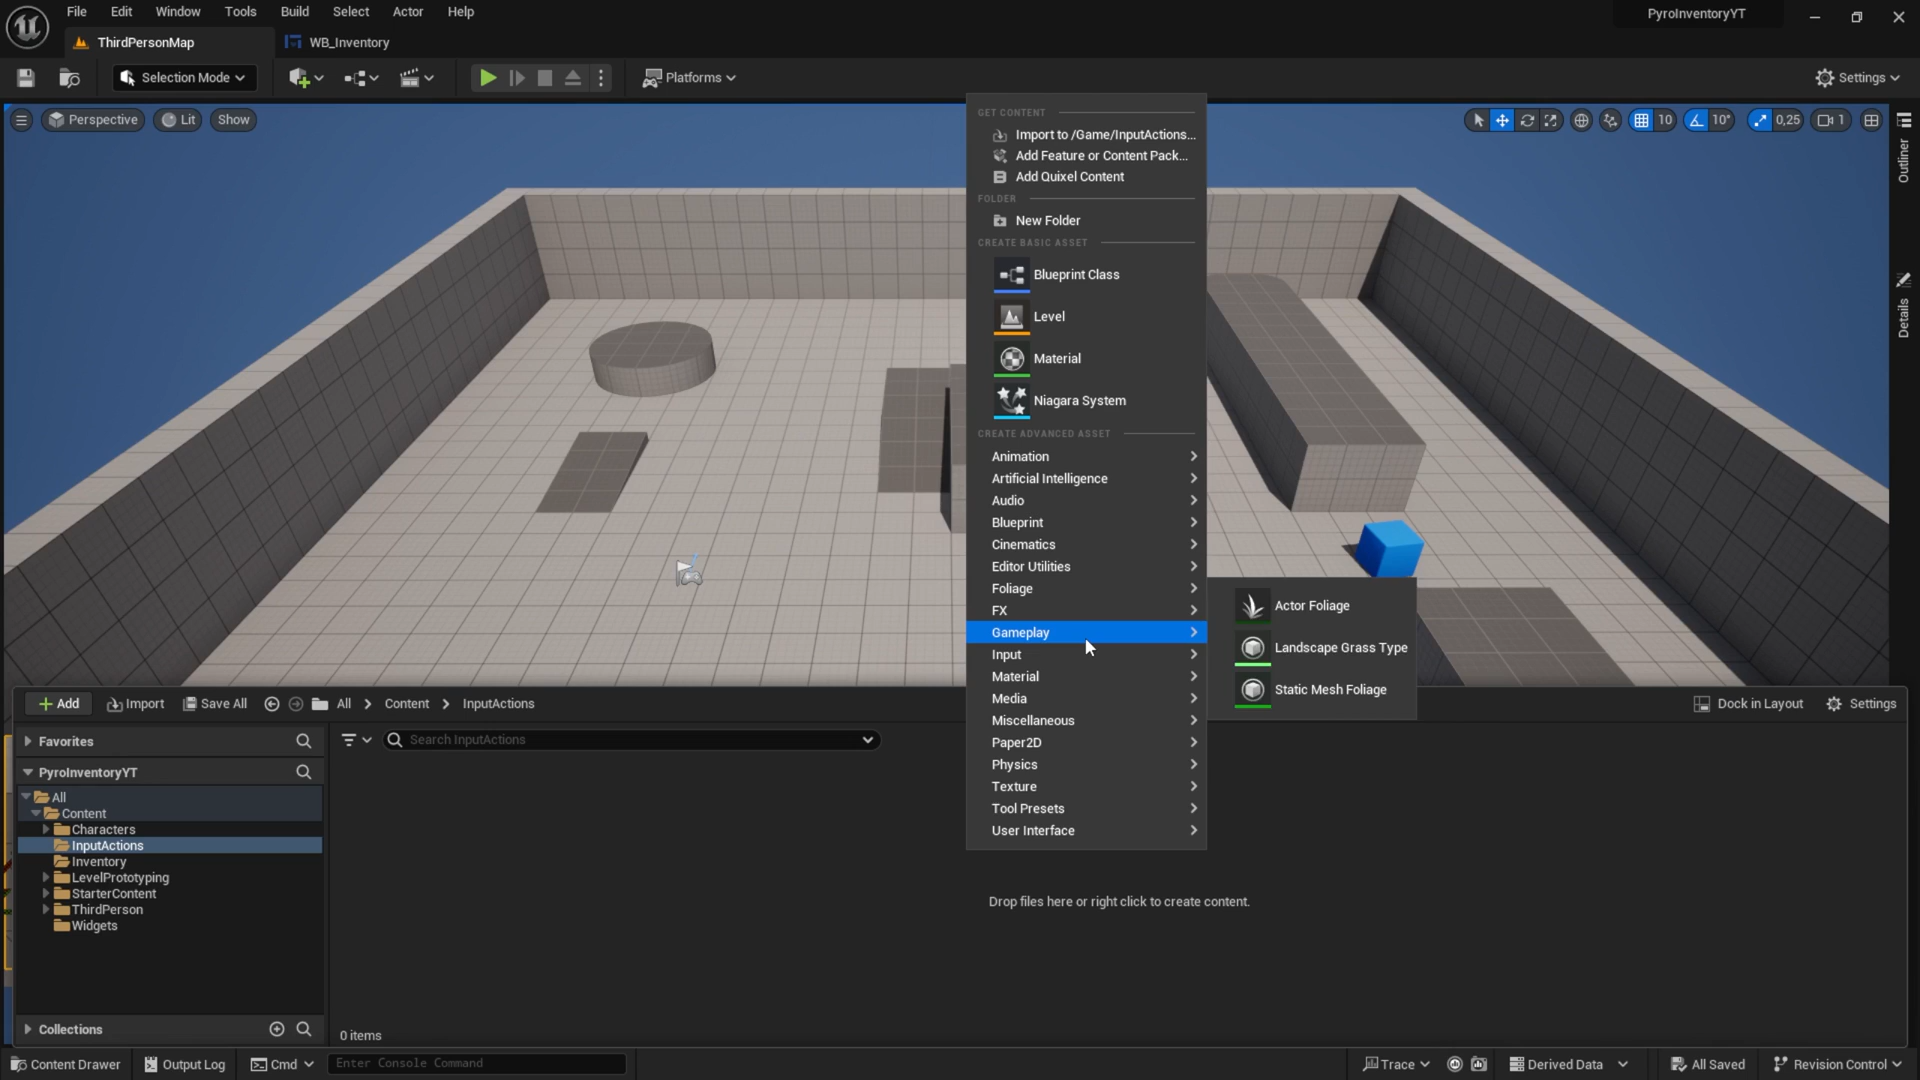 File Edit Window Tools Build Select Actor Help
PyroInventoryYT
ThirdPersonMap
WB_Inventory
Selection Mode
Platforms
Settings
Perspective
Lit
Show
10
10°
0,25
1
Outliner
Details
GET CONTENT
Import to /Game/InputActions...
Add Feature or Content Pack...
Add Quixel Content
FOLDER
New Folder
CREATE BASIC ASSET
Blueprint Class
Level
Material
Niagara System
CREATE ADVANCED ASSET
Animation
Artificial Intelligence
Audio
Blueprint
Cinematics
Editor Utilities
Foliage
FX
Gameplay
Input
Material
Media
Miscellaneous
Paper2D
Physics
Texture
Tool Presets
User Interface
Actor Foliage
Landscape Grass Type
Static Mesh Foliage
Add
Import
Save All
All
Content
InputActions
Dock in Layout
Settings
Favorites
Search InputActions
PyroInventoryYT
All
Content
Characters
InputActions
Inventory
LevelPrototyping
StarterContent
ThirdPerson
Widgets
Drop files here or right click to create content.
Collections
0 items
Content Drawer
Output Log
Cmd
Enter Console Command
Trace
Derived Data
All Saved
Revision Control